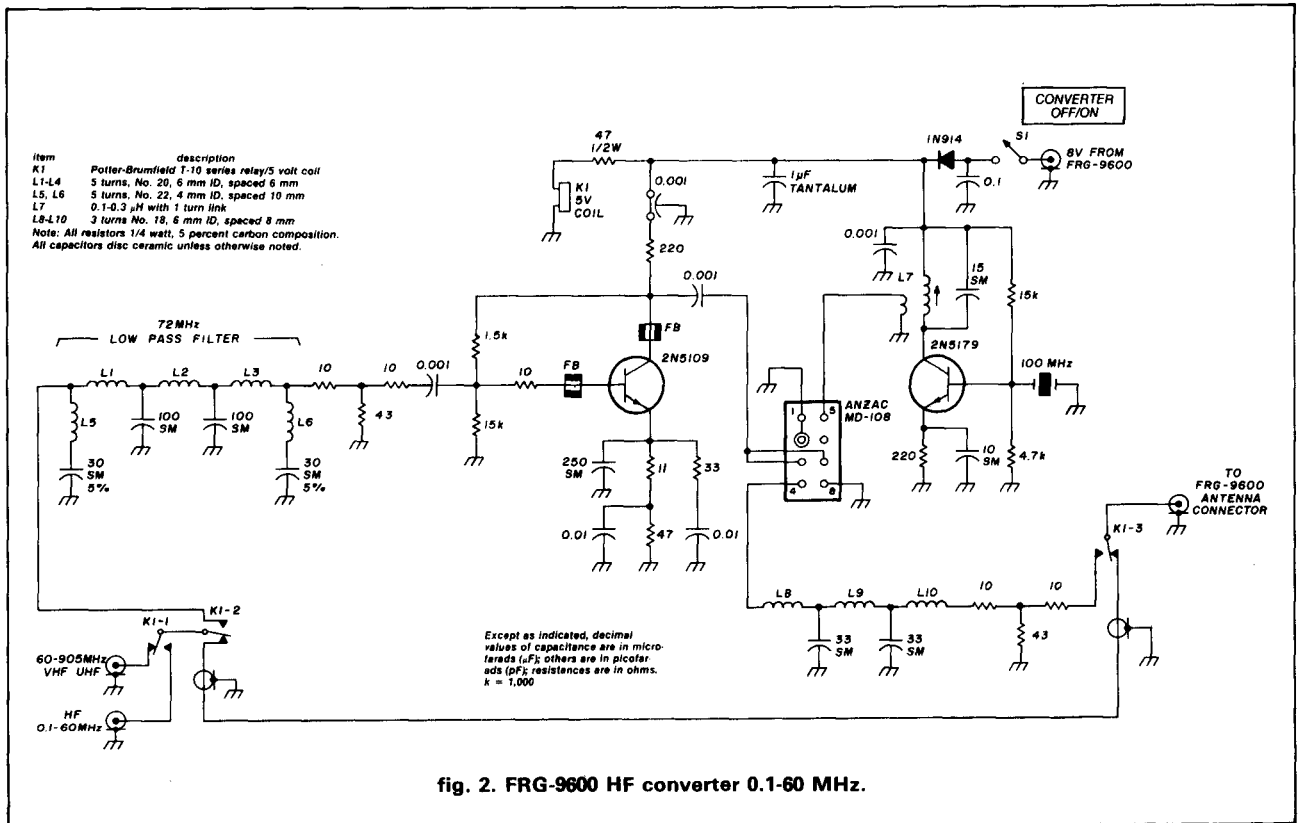 item description
K1 Potter-Brumfield T-10 series relay/5 volt coil
L1-L4 5 turns, No. 20, 6 mm ID, spaced 6 mm
L5, L6 5 turns, No. 22, 4 mm ID, spaced 10 mm
L7 0.1-0.3 μH with 1 turn link
L8-L10 3 turns No. 18, 6 mm ID, spaced 8 mm
Note: All resistors 1/4 watt, 5 percent carbon composition.
All capacitors disc ceramic unless otherwise noted.
CONVERTER
OFF/ON
47
1/2W
K1
5V
COIL
0.001
220
1μF
TANTALUM
1N914
S1
8V FROM
FRG-9600
0.1
0.001
L7
15
SM
15k
72MHz
LOW PASS FILTER
L1
L2
L3
10
10
0.001
1.5k
0.001
FB
2N5109
10
FB
2N5179
100 MHz
L5
100
SM
100
SM
L6
43
15k
30
SM
5%
30
SM
5%
250
SM
11
33
0.01
47
0.01
1
5
4
8
ANZAC
MD-108
220
10
SM
4.7k
TO
FRG-9600
ANTENNA
CONNECTOR
K1-3
L8
L9
L10
10
10
33
SM
33
SM
43
K1-1
K1-2
60-905MHz
VHF UHF
HF
0.1-60MHz
Except as indicated, decimal
values of capacitance are in micro-
farads (μF); others are in picofar-
ads (pF); resistances are in ohms.
k = 1,000
fig. 2. FRG-9600 HF converter 0.1-60 MHz.